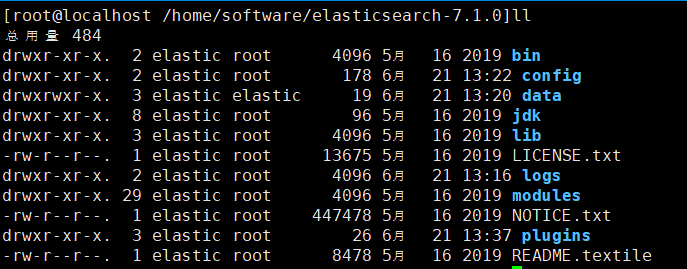 [root@localhost /home/software/elasticsearch-7.1.0]ll
总用量 484
drwxr-xr-x.  2 elastic root      4096 5月  16 2019 bin
drwxr-xr-x.  2 elastic root       178 6月  21 13:22 config
drwxrwxr-x.  3 elastic elastic     19 6月  21 13:20 data
drwxr-xr-x.  8 elastic root        96 5月  16 2019 jdk
drwxr-xr-x.  3 elastic root      4096 5月  16 2019 lib
-rw-r--r--.  1 elastic root     13675 5月  16 2019 LICENSE.txt
drwxr-xr-x.  2 elastic root      4096 6月  21 13:16 logs
drwxr-xr-x. 29 elastic root      4096 5月  16 2019 modules
-rw-r--r--.  1 elastic root    447478 5月  16 2019 NOTICE.txt
drwxr-xr-x.  3 elastic root        26 6月  21 13:37 plugins
-rw-r--r--.  1 elastic root      8478 5月  16 2019 README.textile